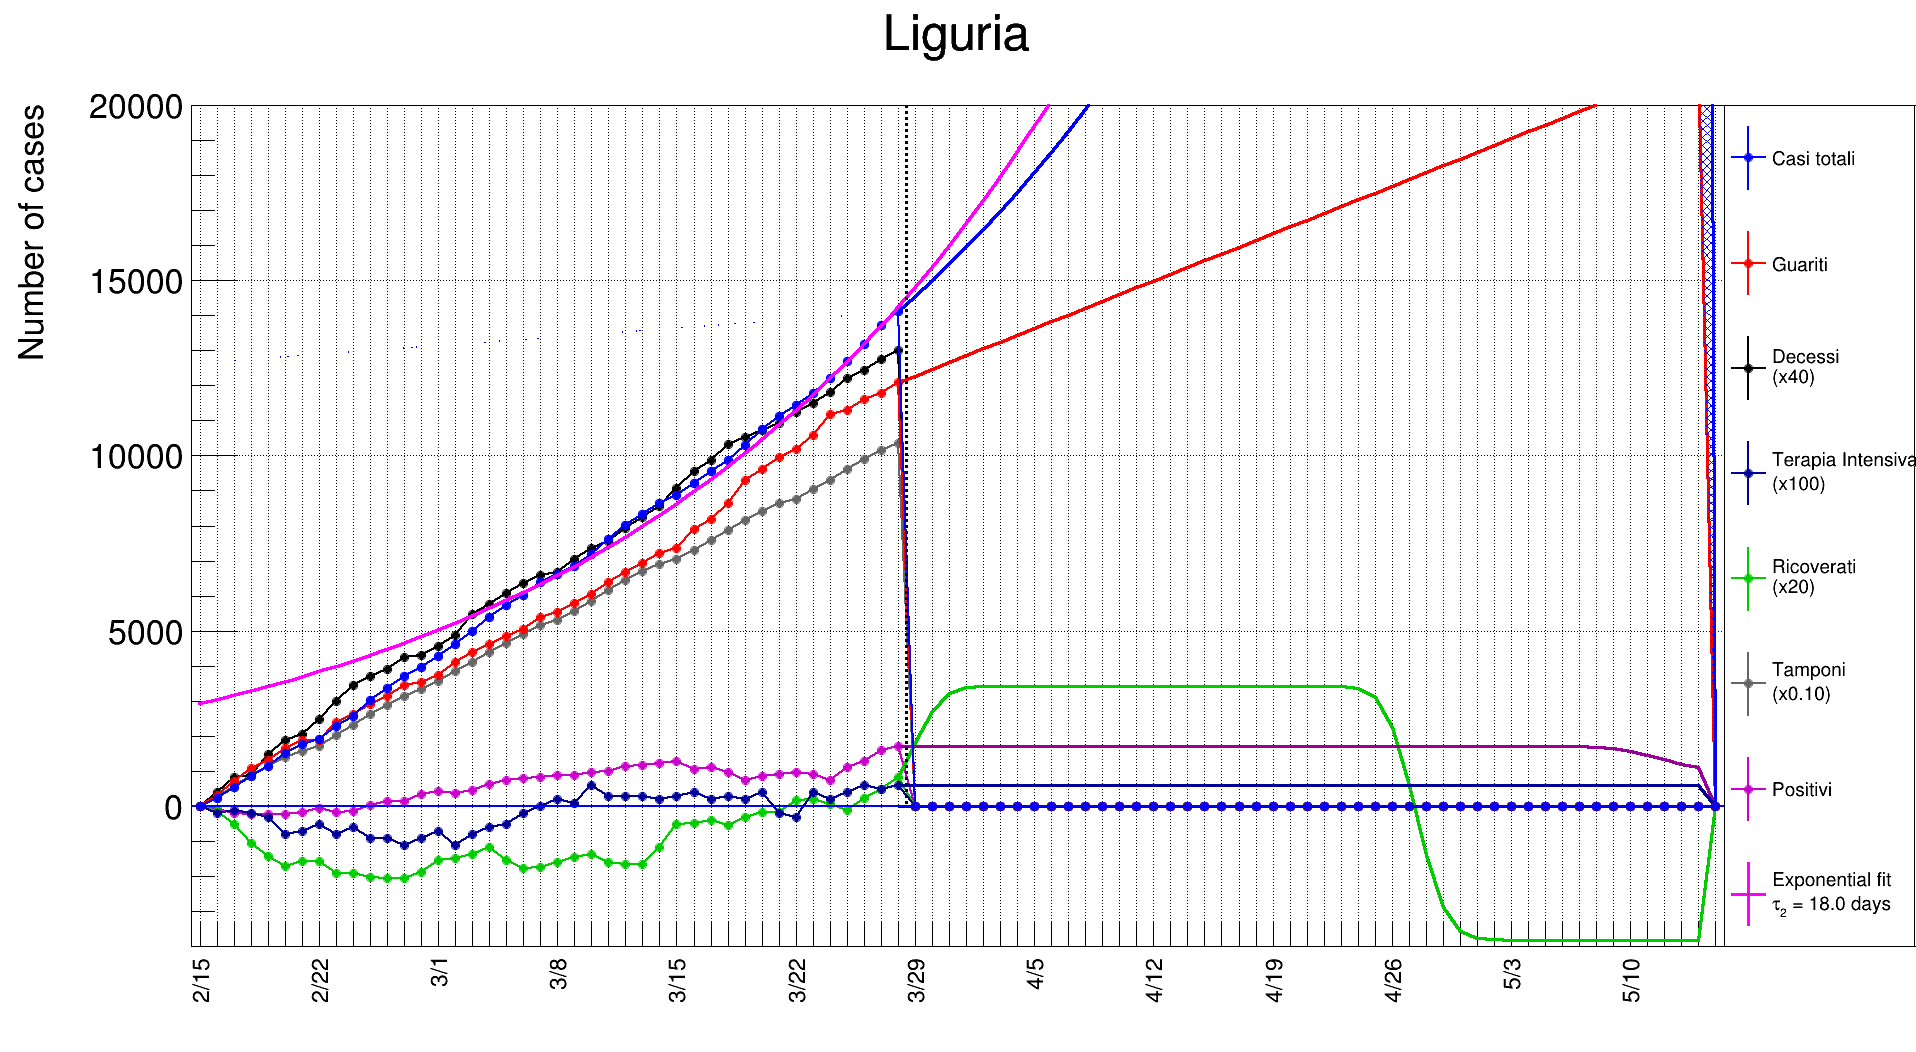 Liguria
Number of cases
20000
15000
10000
5000
0
2/15
2/22
3/1
3/8
3/15
3/22
3/29
4/5
4/12
4/19
4/26
5/3
5/10
Casi totali
Guariti
Decessi
(x40)
Terapia Intensiva
(x100)
Ricoverati
(x20)
Tamponi
(x0.10)
Positivi
Exponential fit
τ2 = 18.0 days